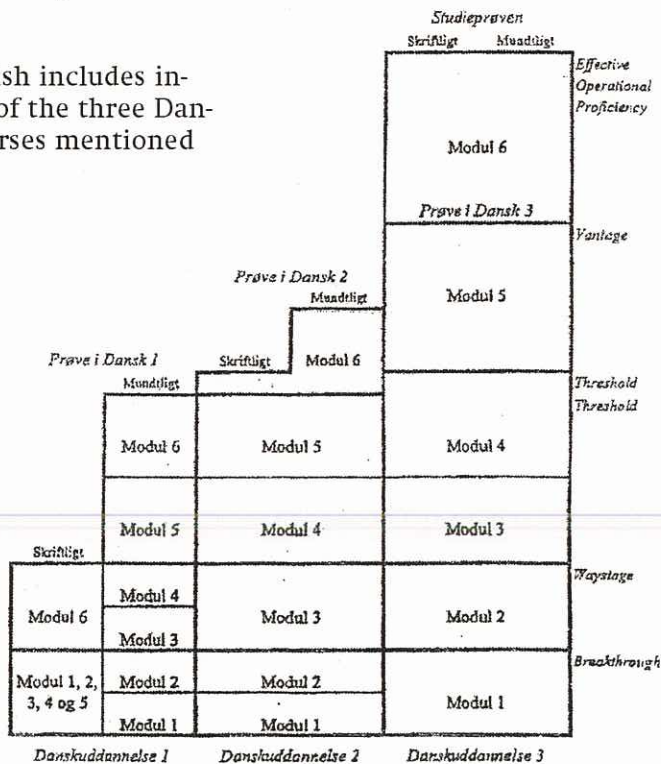 Studieprøven
Skriftligt Mundtligt
sh includes in-
of the three Dan-
rses mentioned
Effective
Operational
Proficiency
Modul 6
Prøve i Dansk 3
Vantage
Prøve i Dansk 2
Mundtligt
Modul 5
Prøve i Dansk 1
Skriftligt
Modul 6
Mundtligt
Threshold
Threshold
Modul 6
Modul 5
Modul 4
Modul 5
Modul 4
Modul 3
Skriftligt
Waystage
Modul 4
Modul 6
Modul 3
Modul 2
Modul 3
Breakthrough
Modul 1, 2,
3, 4 og 5
Modul 2
Modul 2
Modul 1
Modul 1
Modul 1
Danskuddannelse 1 Danskuddannelse 2 Danskuddannelse 3